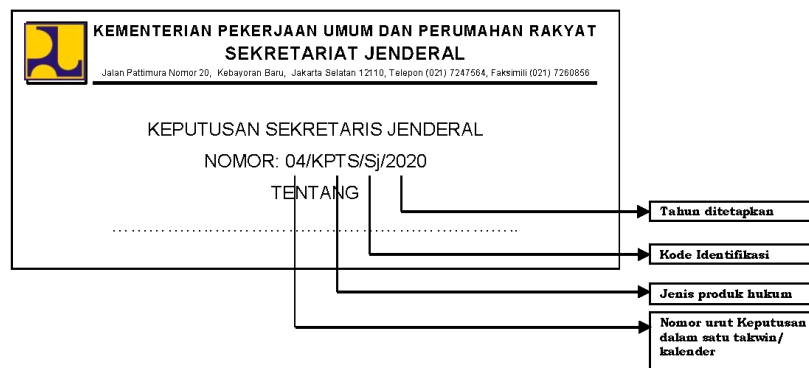 KEMENTERIAN PEKERJAAN UMUM DAN PERUMAHAN RAKYAT
SEKRETARIAT JENDERAL
Jalan Pattimura Nomor 20, Kebayoran Baru, Jakarta Selatan 12110, Telepon (021) 7247564, Faksimili (021) 7260856
KEPUTUSAN SEKRETARIS JENDERAL
NOMOR: 04/KPTS/Sj/2020
TENTANG
....................................................................
Tahun ditetapkan
Kode Identifikasi
Jenis produk hukum
Nomor urut Keputusan
dalam satu takwin/
kalender